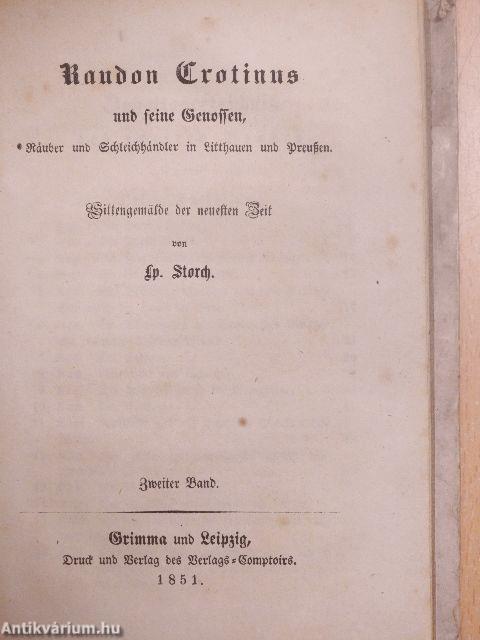 Raudon Crotinus
und seine Genossen,
Räuber und Schleichhändler in Litthauen und Preußen.
Sittengemälde der neuesten Zeit
von
Lp. Storch.
Zweiter Band.
Grimma und Leipzig,
Druck und Verlag des Verlags-Comptoirs.
1851.
Antikvárium.hu